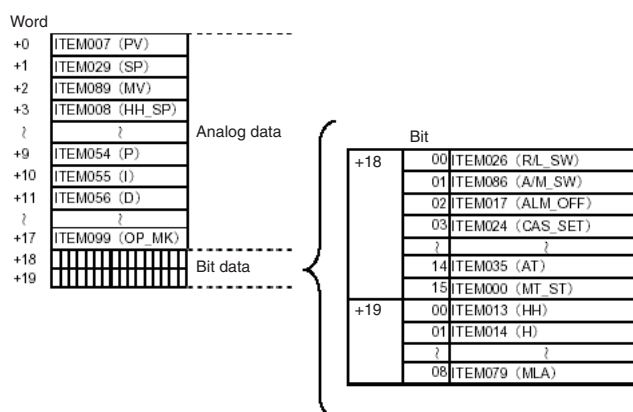 Word
+0 ITEM007 (PV)
+1 ITEM029 (SP)
+2 ITEM089 (MV)
+3 ITEM008 (HH_SP)
≀ ≀
Analog data
+9 ITEM054 (P)
+10 ITEM055 (I)
+11 ITEM056 (D)
≀ ≀
+17 ITEM099 (OP_MK)
+18
+19
Bit data
Bit
+18 00 ITEM026 (R/L_SW)
01 ITEM086 (A/M_SW)
02 ITEM017 (ALM_OFF)
03 ITEM024 (CAS_SET)
≀ ≀
14 ITEM035 (AT)
15 ITEM000 (MT_ST)
+19 00 ITEM013 (HH)
01 ITEM014 (H)
≀ ≀
08 ITEM079 (MLA)